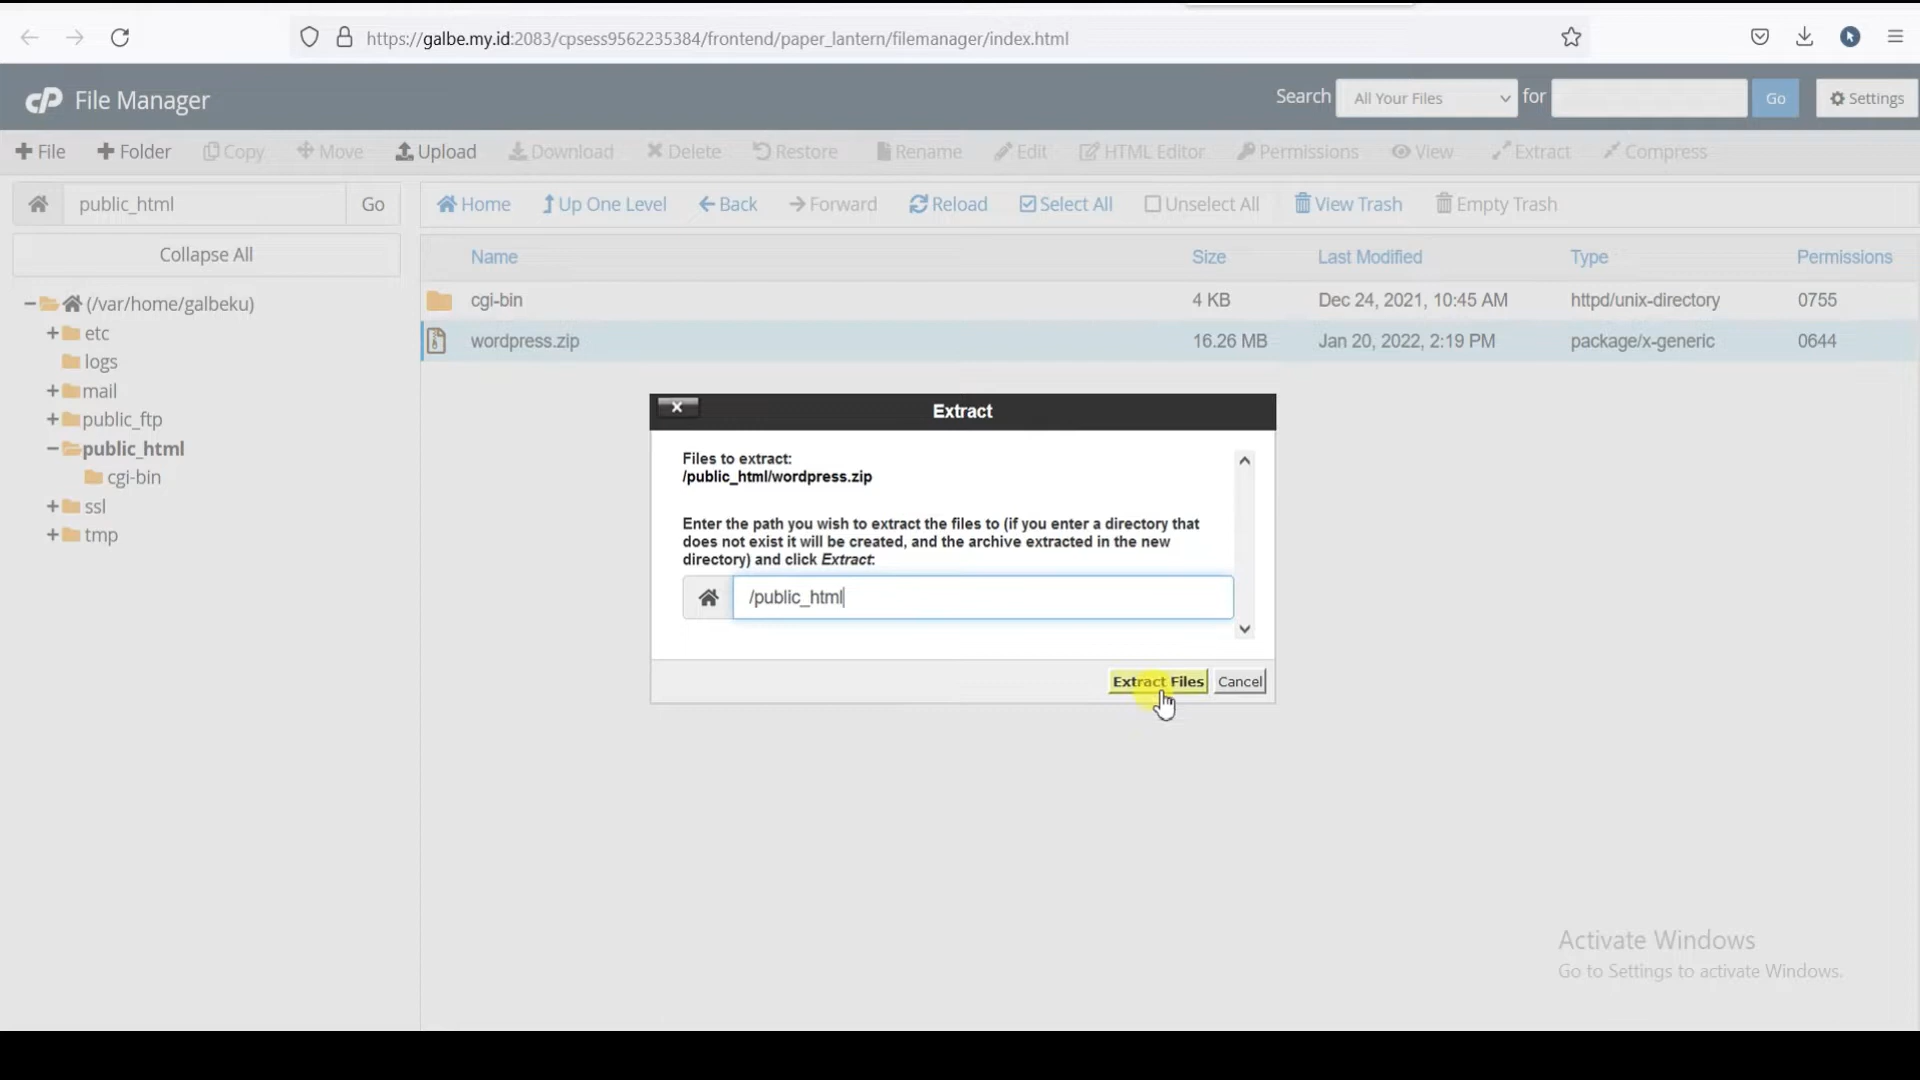 https://galbe.my.id:2083/cpsess9562235384/frontend/paper_lantern/filemanager/index.html
cP File Manager
Search All Your Files for Go Settings
File Folder Copy Move Upload Download Delete Restore Rename Edit HTML Editor Permissions View Extract Compress
public_html Go
Home Up One Level Back Forward Reload Select All Unselect All View Trash Empty Trash
Collapse All
(/var/home/galbeku)
etc
logs
mail
public_ftp
public_html
cgi-bin
ssl
tmp
Name Size Last Modified Type Permissions
cgi-bin 4 KB Dec 24, 2021, 10:45 AM httpd/unix-directory 0755
wordpress.zip 16.26 MB Jan 20, 2022, 2:19 PM package/x-generic 0644
Extract
Files to extract:
/public_html/wordpress.zip
Enter the path you wish to extract the files to (if you enter a directory that
does not exist it will be created, and the archive extracted in the new
directory) and click Extract:
/public_html
Extract Files Cancel
Activate Windows
Go to Settings to activate Windows.